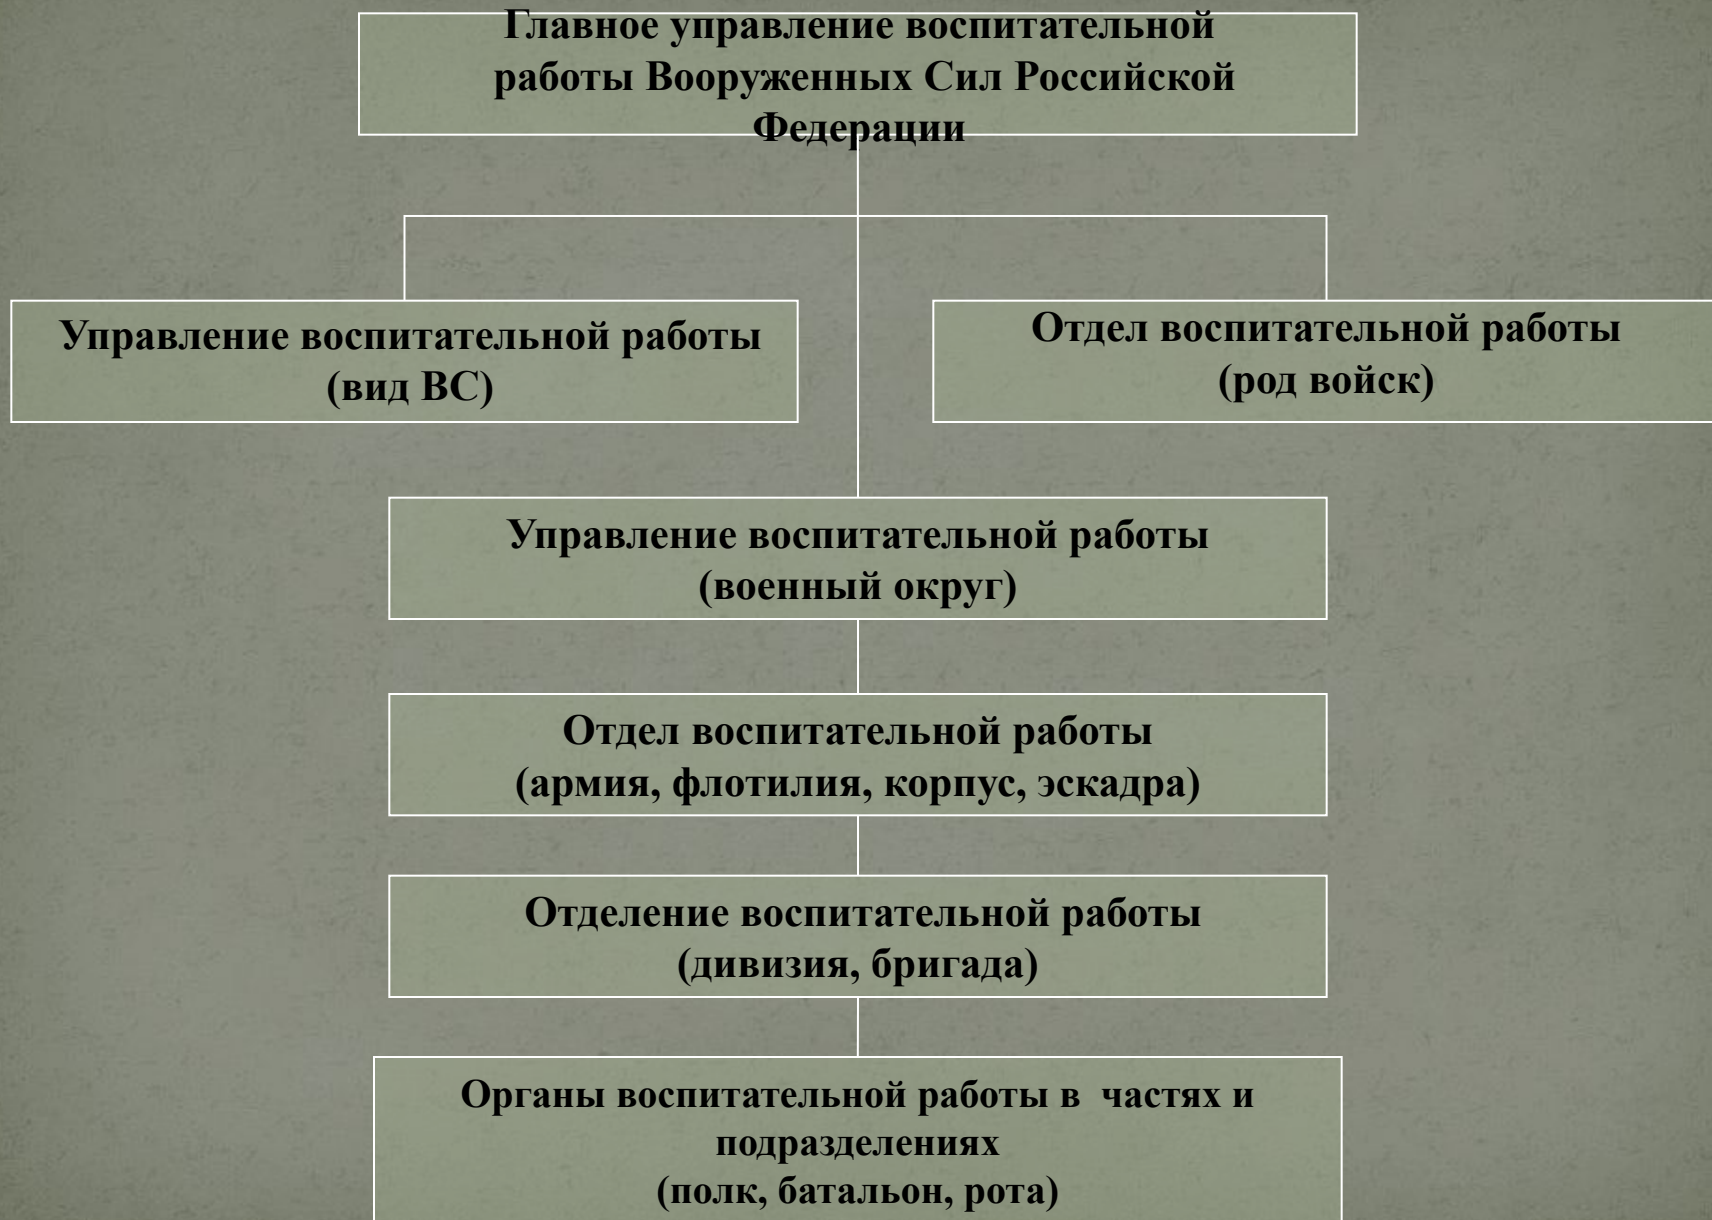 Главное управление воспитательной
работы Вооруженных Сил Российской
Федерации
Управление воспитательной работы
(вид ВС)
Отдел воспитательной работы
(род войск)
Управление воспитательной работы
(военный округ)
Отдел воспитательной работы
(армия, флотилия, корпус, эскадра)
Отделение воспитательной работы
(дивизия, бригада)
Органы воспитательной работы в  частях и
подразделениях
(полк, батальон, рота)